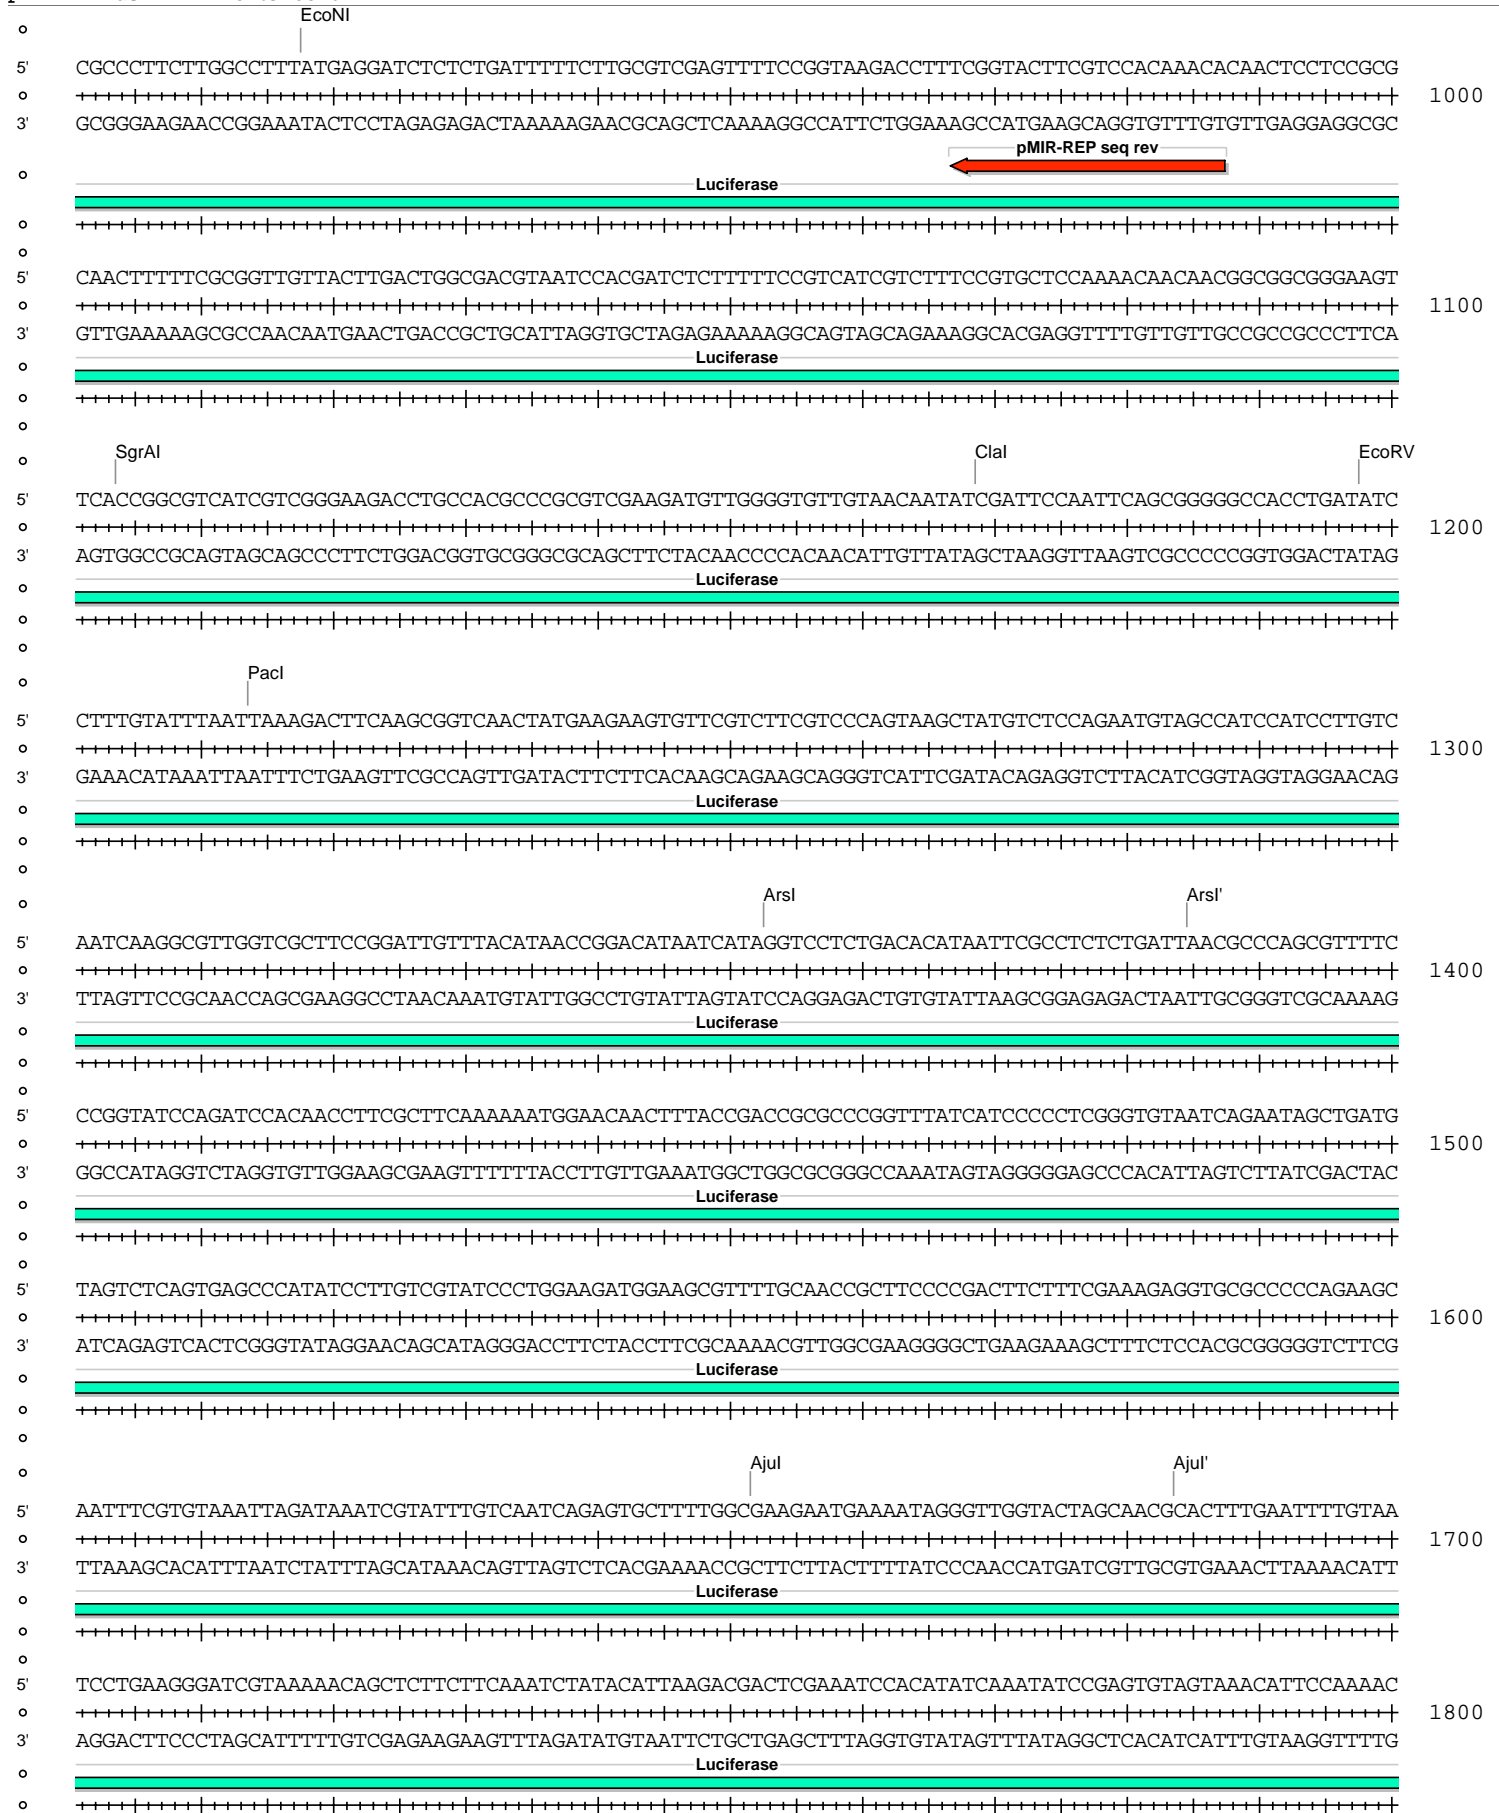 EcoNI
5' CGCCCTTCTTGGCCTTTATGAGGATCTCTCTGATTTTTCTTGCGTCGAGTTTTCCGGTAAGACCTTTCGGTACTTCGTCCACAAACACAACTCCTCCGCG
1000
3' GCGGGAAGAACCGGAAATACTCCTAGAGAGACTAAAAAGAACGCAGCTCAAAAGGCCATTCTGGAAAGCCATGAAGCAGGTGTTTGTGTTGAGGAGGCGC
pMIR-REP seq rev
Luciferase
5' CAACTTTTTCGCGGTTGTTACTTGACTGGCGACGTAATCCACGATCTCTTTTTCCGTCATCGTCTTTCCGTGCTCCAAAACAACAACGGCGGCGGGAAGT
1100
3' GTTGAAAAAGCGCCAACAATGAACTGACCGCTGCATTAGGTGCTAGAGAAAAAGGCAGTAGCAGAAAGGCACGAGGTTTTGTTGTTGCCGCCGCCCTTCA
Luciferase
SgrAI ClaI EcoRV
5' TCACCGGCGTCATCGTCGGGAAGACCTGCCACGCCCGCGTCGAAGATGTTGGGGTGTTGTAACAATATCGATTCCAATTCAGCGGGGGCCACCTGATATC
1200
3' AGTGGCCGCAGTAGCAGCCCTTCTGGACGGTGCGGGCGCAGCTTCTACAACCCCACAACATTGTTATAGCTAAGGTTAAGTCGCCCCCGGTGGACTATAG
Luciferase
PacI
5' CTTTGTATTTAATTAAAGACTTCAAGCGGTCAACTATGAAGAAGTGTTCGTCTTCGTCCCAGTAAGCTATGTCTCCAGAATGTAGCCATCCATCCTTGTC
1300
3' GAAACATAAATTAATTTCTGAAGTTCGCCAGTTGATACTTCTTCACAAGCAGAAGCAGGGTCATTCGATACAGAGGTCTTACATCGGTAGGTAGGAACAG
Luciferase
ArsI ArsI'
5' AATCAAGGCGTTGGTCGCTTCCGGATTGTTTACATAACCGGACATAATCATAGGTCCTCTGACACATAATTCGCCTCTCTGATTAACGCCCAGCGTTTTC
1400
3' TTAGTTCCGCAACCAGCGAAGGCCTAACAAATGTATTGGCCTGTATTAGTATCCAGGAGACTGTGTATTAAGCGGAGAGACTAATTGCGGGTCGCAAAAG
Luciferase
5' CCGGTATCCAGATCCACAACCTTCGCTTCAAAAAATGGAACAACTTTACCGACCGCGCCCGGTTTATCATCCCCCTCGGGTGTAATCAGAATAGCTGATG
1500
3' GGCCATAGGTCTAGGTGTTGGAAGCGAAGTTTTTTACCTTGTTGAAATGGCTGGCGCGGGCCAAATAGTAGGGGGAGCCCACATTAGTCTTATCGACTAC
Luciferase
5' TAGTCTCAGTGAGCCCATATCCTTGTCGTATCCCTGGAAGATGGAAGCGTTTTGCAACCGCTTCCCCGACTTCTTTCGAAAGAGGTGCGCCCCCAGAAGC
1600
3' ATCAGAGTCACTCGGGTATAGGAACAGCATAGGGACCTTCTACCTTCGCAAAACGTTGGCGAAGGGGCTGAAGAAAGCTTTCTCCACGCGGGGGTCTTCG
Luciferase
AjuI AjuI'
5' AATTTCGTGTAAATTAGATAAATCGTATTTGTCAATCAGAGTGCTTTTGGCGAAGAATGAAAATAGGGTTGGTACTAGCAACGCACTTTGAATTTTGTAA
1700
3' TTAAAGCACATTTAATCTATTTAGCATAAACAGTTAGTCTCACGAAAACCGCTTCTTACTTTTATCCCAACCATGATCGTTGCGTGAAACTTAAAACATT
Luciferase
5' TCCTGAAGGGATCGTAAAAACAGCTCTTCTTCAAATCTATACATTAAGACGACTCGAAATCCACATATCAAATATCCGAGTGTAGTAAACATTCCAAAAC
1800
3' AGGACTTCCCTAGCATTTTTGTCGAGAAGAAGTTTAGATATGTAATTCTGCTGAGCTTTAGGTGTATAGTTTATAGGCTCACATCATTTGTAAGGTTTTG
Luciferase